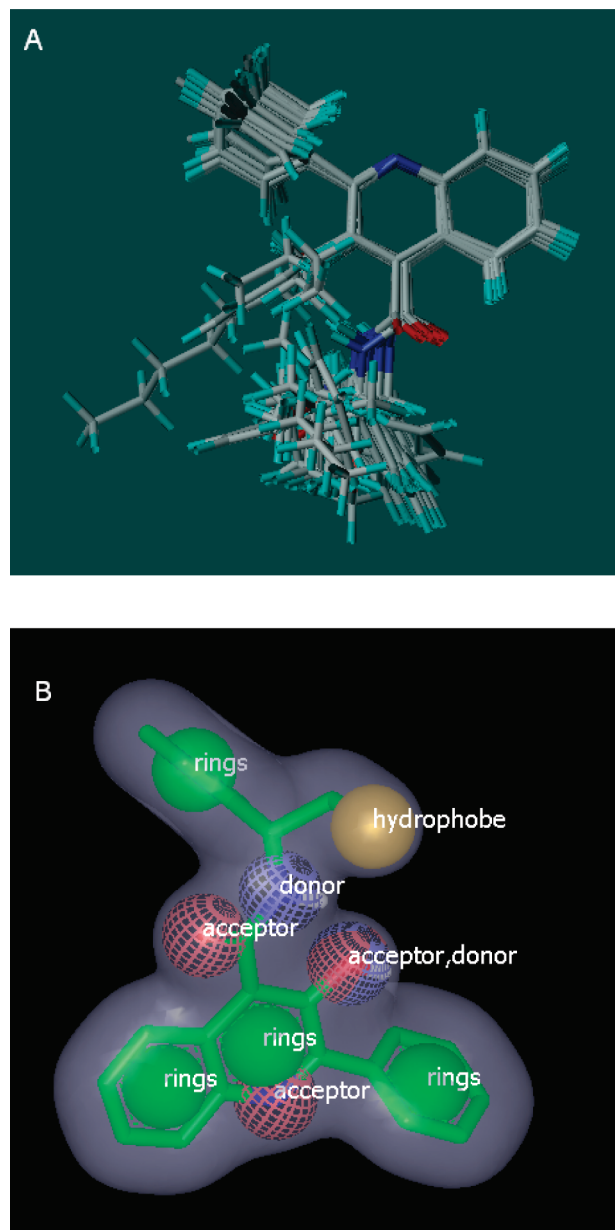 A
B
rings
hydrophobe
donor
acceptor
acceptor,donor
rings
rings
rings
acceptor